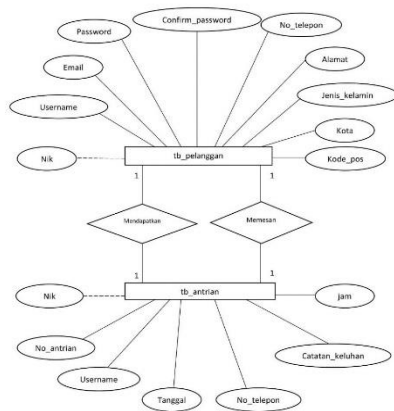 Confirm_password
Password
No_telepon
Email
Alamat
Username
Jenis_kelamin
Kota
Nik
tb_pelanggan
Kode_pos
1
1
Mendapatkan
Memesan
1
1
Nik
tb_antrian
jam
No_antrian
Catatan_keluhan
Username
Tanggal
No_telepon